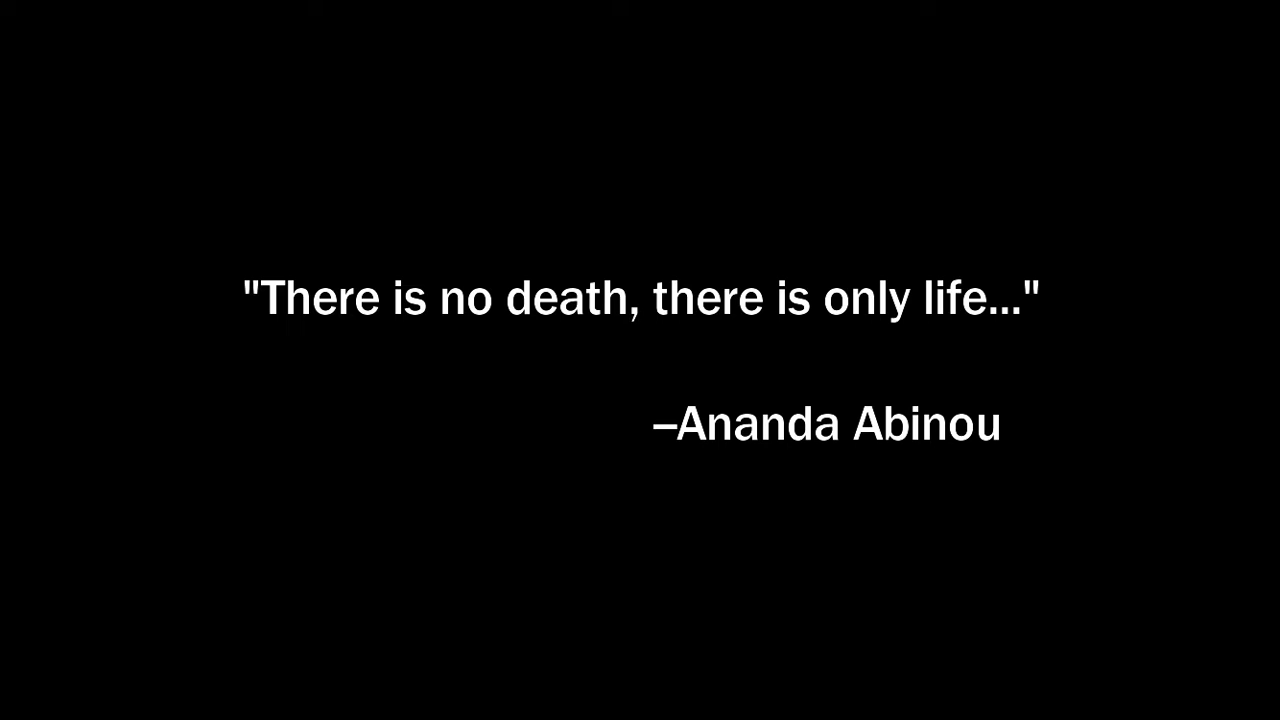 "There is no death, there is only life..."
–Ananda Abinou